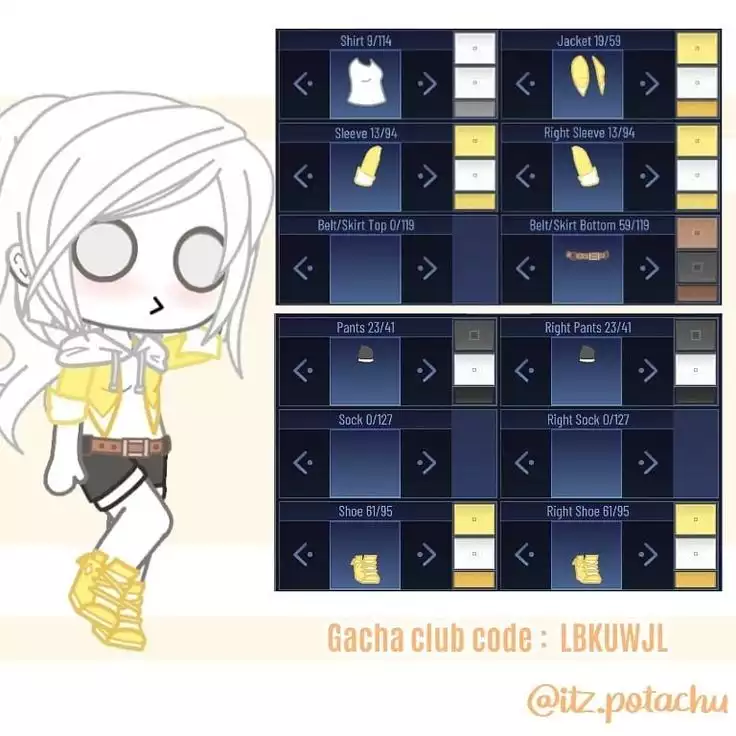 Shirt 9/114
Jacket 19/59
Sleeve 13/94
Right Sleeve 13/94
Belt/Skirt Top 0/119
Belt/Skirt Bottom 59/119
Pants 23/41
Right Pants 23/41
Sock 0/127
Right Sock 0/127
Shoe 61/95
Right Shoe 61/95
Gacha club code : LBKUWJL
@itz.potachu